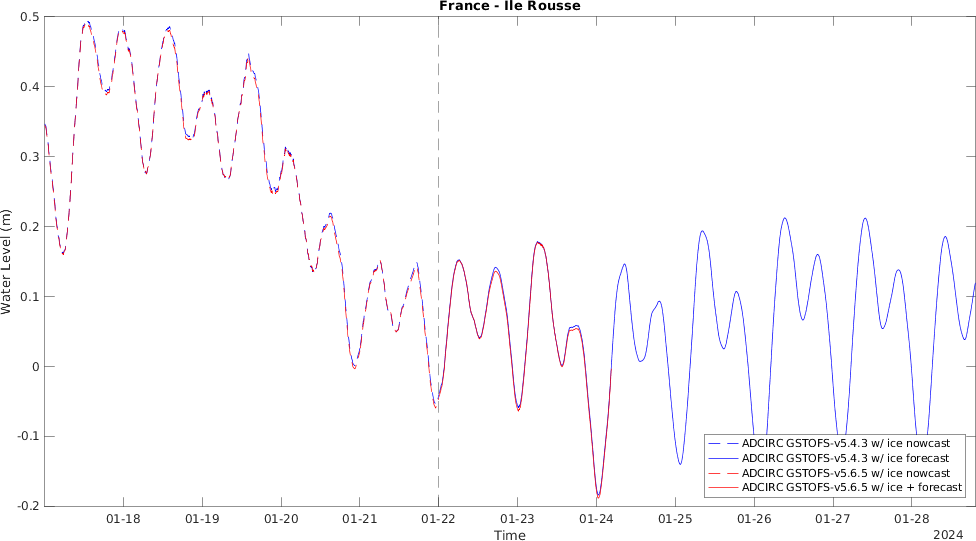 France - Ile Rousse
0.5
0.4
0.3
0.2
0.1
0
-0.1
-0.2
Water Level (m)
01-18 01-19 01-20 01-21 01-22 01-23 01-24 01-25 01-26 01-27 01-28
Time
2024
ADCIRC GSTOFS-v5.4.3 w/ ice nowcast
ADCIRC GSTOFS-v5.4.3 w/ ice forecast
ADCIRC GSTOFS-v5.6.5 w/ ice nowcast
ADCIRC GSTOFS-v5.6.5 w/ ice + forecast